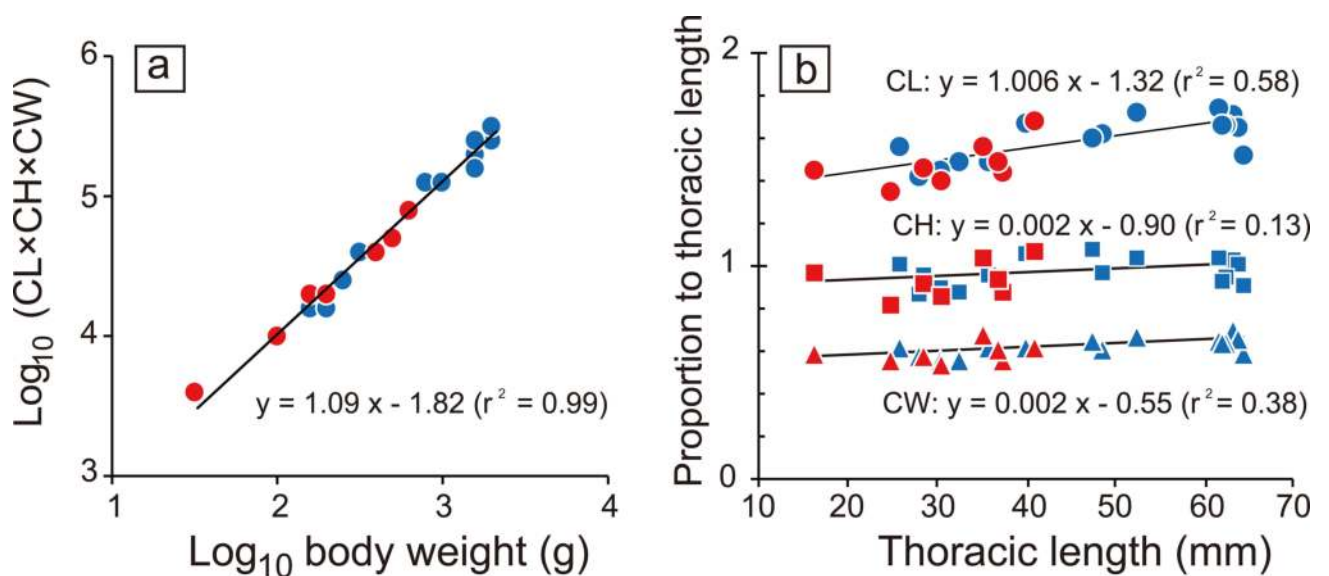 a
Log₁₀ (CL×CH×CW)
6
5
4
3
y = 1.09 x - 1.82 (r² = 0.99)
1
2
3
4
Log₁₀ body weight (g)
b
Proportion to thoracic length
2
1
0
CL: y = 1.006 x - 1.32 (r² = 0.58)
CH: y = 0.002 x - 0.90 (r² = 0.13)
CW: y = 0.002 x - 0.55 (r² = 0.38)
10
20
30
40
50
60
70
Thoracic length (mm)